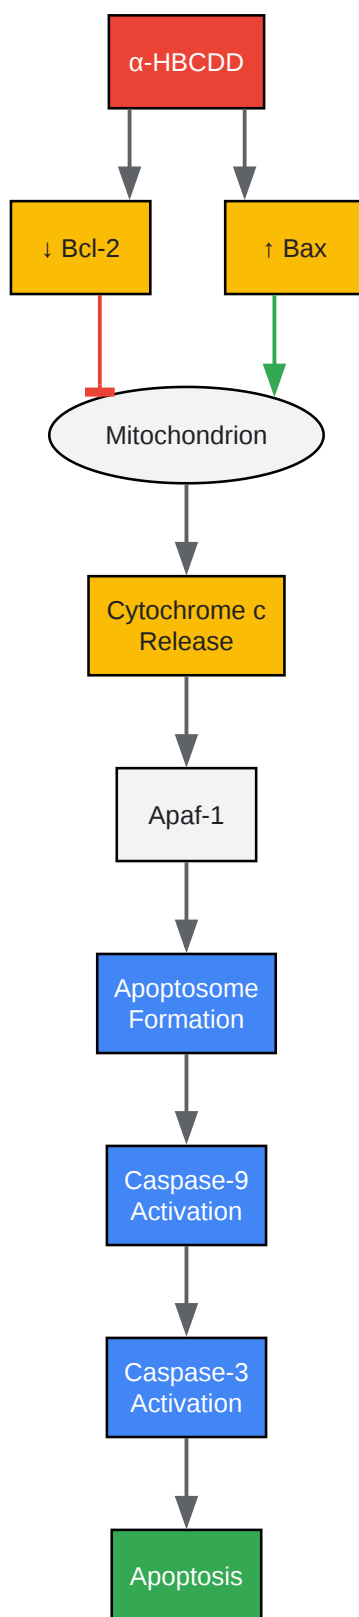 α-HBCDD
↓ Bcl-2
↑ Bax
Mitochondrion
Cytochrome c
Release
Apaf-1
Apoptosome
Formation
Caspase-9
Activation
Caspase-3
Activation
Apoptosis